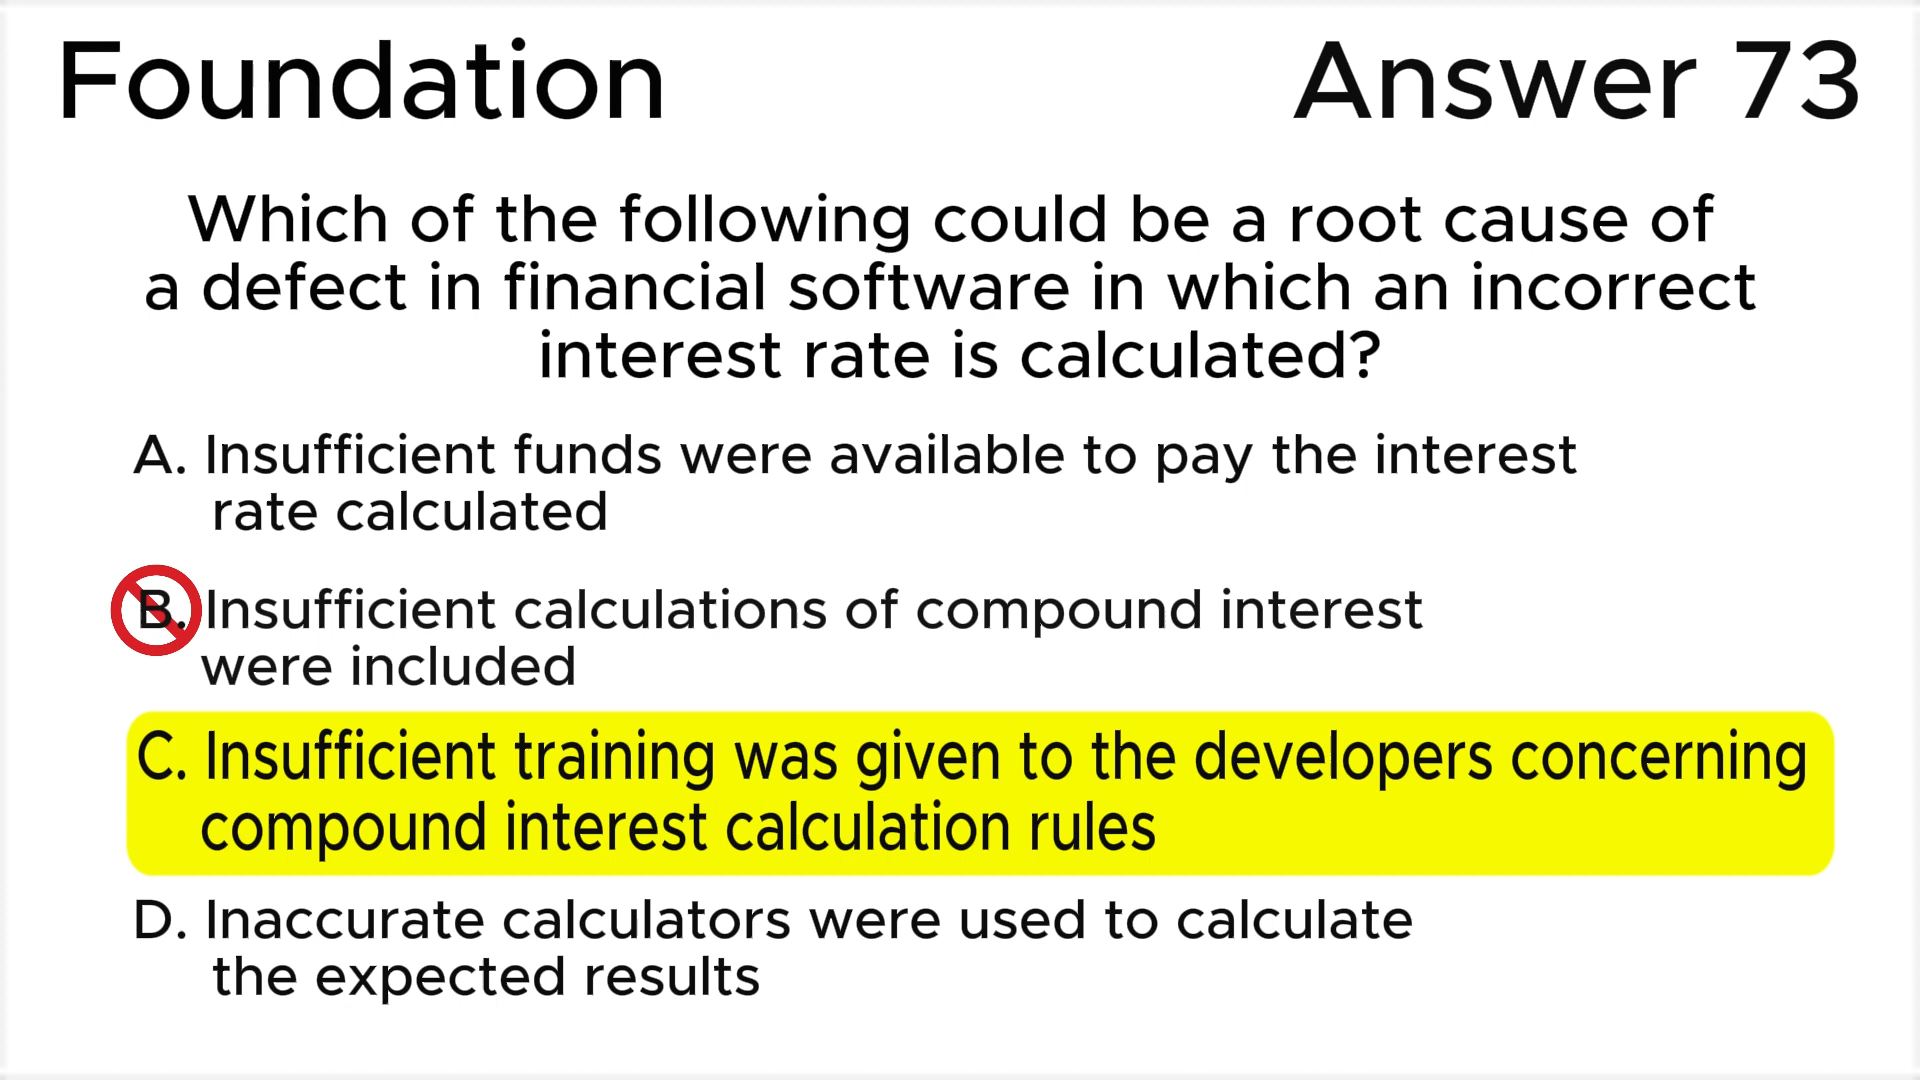 Foundation
Answer 73
Which of the following could be a root cause of
a defect in financial software in which an incorrect
interest rate is calculated?
A. Insufficient funds were available to pay the interest
rate calculated
B. Insufficient calculations of compound interest
were included
C. Insufficient training was given to the developers concerning
compound interest calculation rules
D. Inaccurate calculators were used to calculate
the expected results